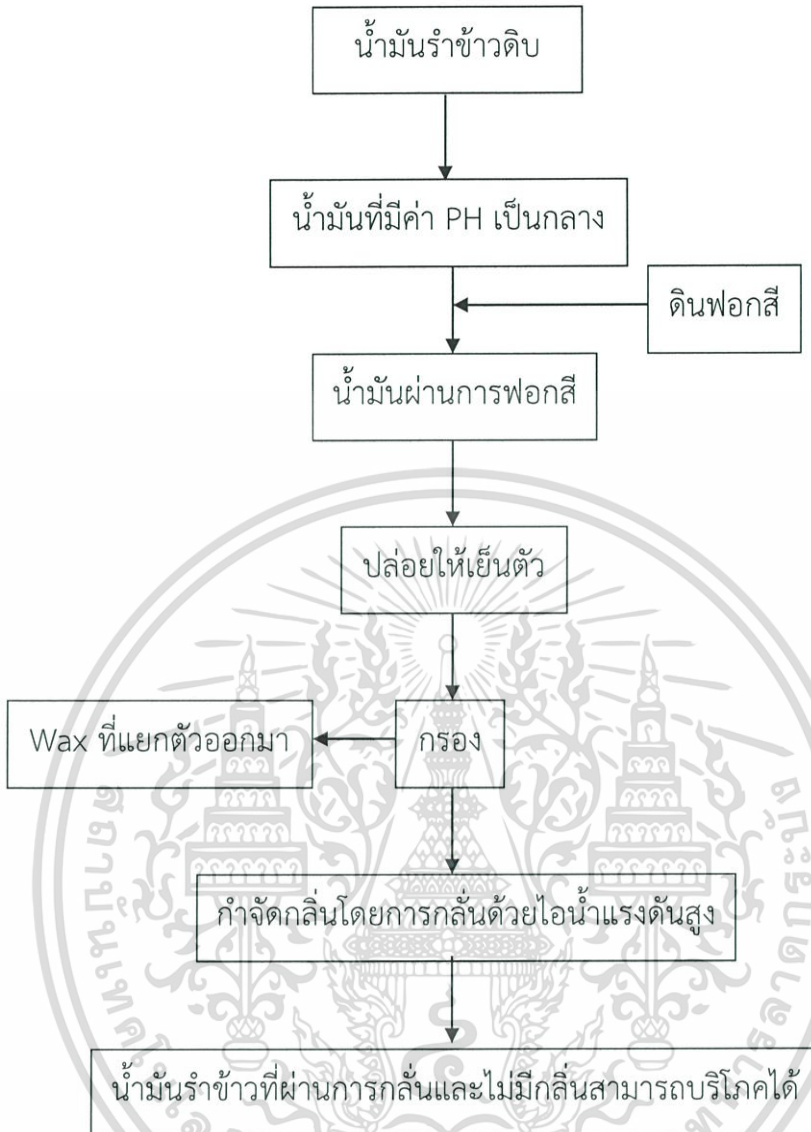 น้ำมันรำข้าวดิบ
น้ำมันที่มีค่า PH เป็นกลาง
ดินฟอกสี
น้ำมันผ่านการฟอกสี
ปล่อยให้เย็นตัว
Wax ที่แยกตัวออกมา
กรอง
กำจัดกลิ่นโดยการกลั่นด้วยไอน้ำแรงดันสูง
น้ำมันรำข้าวที่ผ่านการกลั่นและไม่มีกลิ่นสามารถบริโภคได้